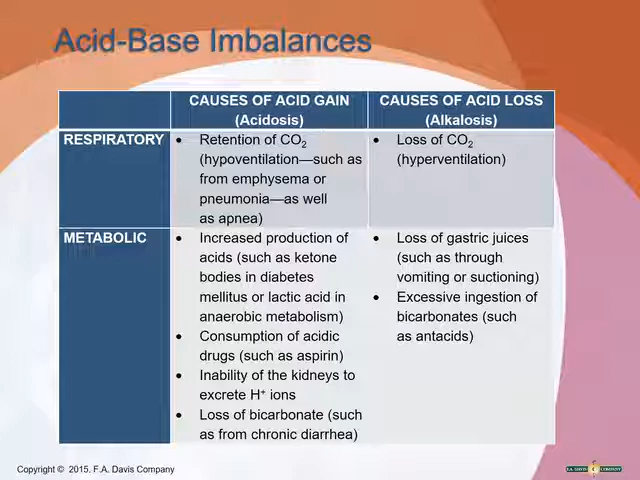 Acid-Base Imbalances
CAUSES OF ACID GAIN
(Acidosis)
CAUSES OF ACID LOSS
(Alkalosis)
RESPIRATORY
• Retention of CO₂
(hypoventilation—such as
from emphysema or
pneumonia—as well
as apnea)
• Loss of CO₂
(hyperventilation)
METABOLIC
• Increased production of
acids (such as ketone
bodies in diabetes
mellitus or lactic acid in
anaerobic metabolism)
• Consumption of acidic
drugs (such as aspirin)
• Inability of the kidneys to
excrete H⁺ ions
• Loss of bicarbonate (such
as from chronic diarrhea)
• Loss of gastric juices
(such as through
vomiting or suctioning)
• Excessive ingestion of
bicarbonates (such
as antacids)
Copyright © 2015. F.A. Davis Company
F.A. DAVIS COMPANY